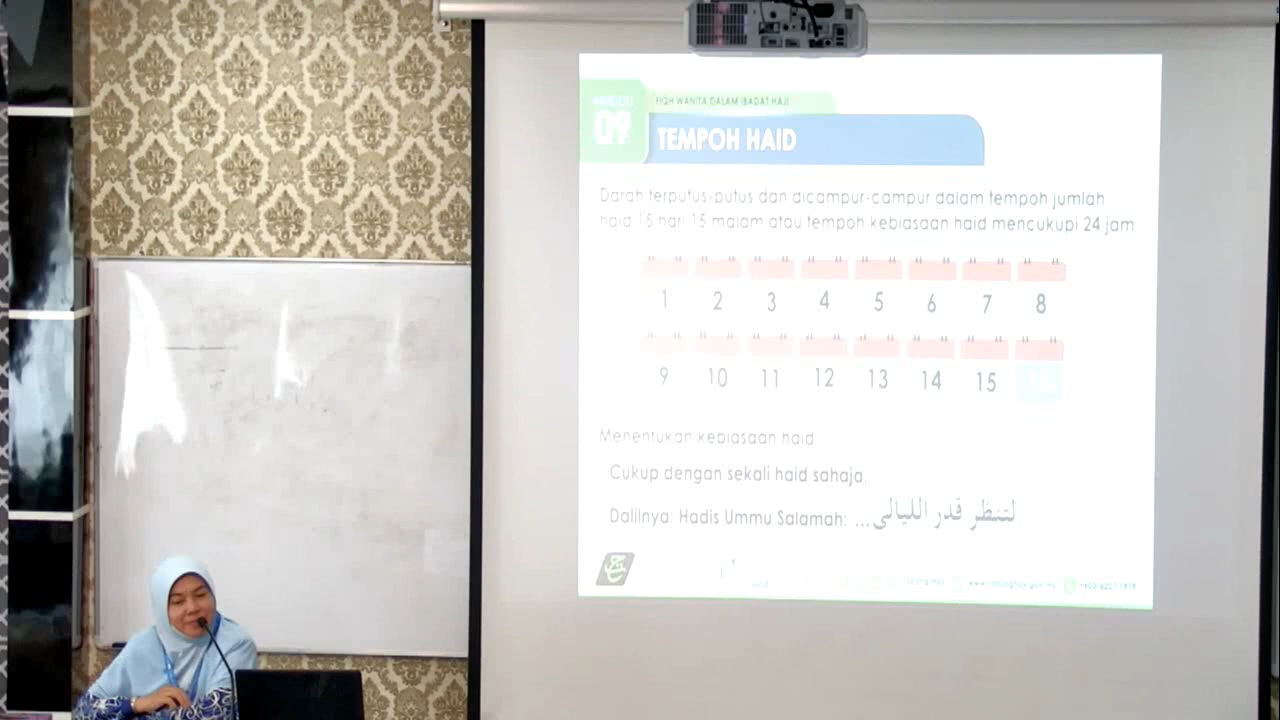 09
FIQH WANITA DALAM IBADAT HAJI
TEMPOH HAID
Darah terputus-putus dan dicampur-campur dalam tempoh jumlah
haid 15 hari 15 malam atau tempoh kebiasaan haid mencukupi 24 jam
1 2 3 4 5 6 7 8
9 10 11 12 13 14 15
Menentukan kebiasaan haid
Cukup dengan sekali haid sahaja.
Dalilnya: Hadis Ummu Salamah: ... لتنظر قدر الليالى